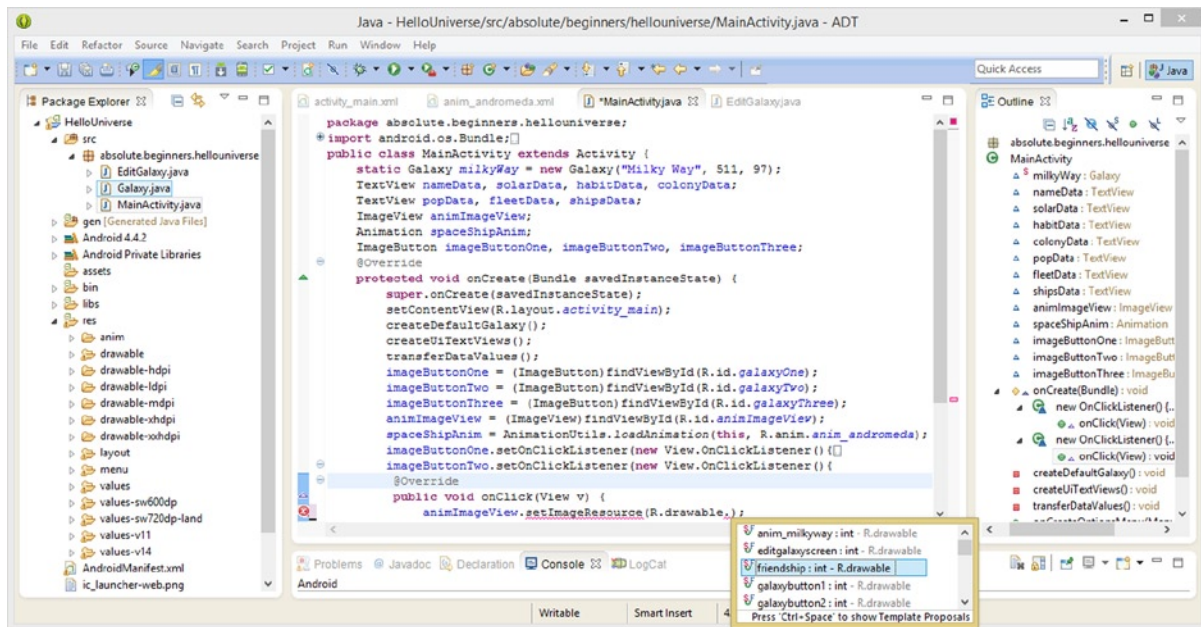 Java - HelloUniverse/src/absolute/beginners/hellouniverse/MainActivity.java - ADT
File Edit Refactor Source Navigate Search Project Run Window Help
Quick Access
Java
Package Explorer
HelloUniverse
src
absolute.beginners.hellouniverse
EditGalaxy.java
Galaxy.java
MainActivity.java
gen [Generated Java Files]
Android 4.4.2
Android Private Libraries
assets
bin
libs
res
anim
drawable
drawable-hdpi
drawable-ldpi
drawable-mdpi
drawable-xhdpi
drawable-xxhdpi
layout
menu
values
values-sw600dp
values-sw720dp-land
values-v11
values-v14
AndroidManifest.xml
ic_launcher-web.png
activity_main.xml anim_andromeda.xml *MainActivity.java EditGalaxy.java
package absolute.beginners.hellouniverse;
import android.os.Bundle;
public class MainActivity extends Activity {
static Galaxy milkyWay = new Galaxy("Milky Way", 511, 97);
TextView nameData, solarData, habitData, colonyData;
TextView popData, fleetData, shipsData;
ImageView animImageView;
Animation spaceShipAnim;
ImageButton imageButtonOne, imageButtonTwo, imageButtonThree;
@Override
protected void onCreate(Bundle savedInstanceState) {
super.onCreate(savedInstanceState);
setContentView(R.layout.activity_main);
createDefaultGalaxy();
createUiTextViews();
transferDataValues();
imageButtonOne = (ImageButton)findViewById(R.id.galaxyOne);
imageButtonTwo = (ImageButton)findViewById(R.id.galaxyTwo);
imageButtonThree = (ImageButton)findViewById(R.id.galaxyThree);
animImageView = (ImageView)findViewById(R.id.animImageView);
spaceShipAnim = AnimationUtils.loadAnimation(this, R.anim.anim_andromeda);
imageButtonOne.setOnClickListener(new View.OnClickListener(){
imageButtonTwo.setOnClickListener(new View.OnClickListener(){
@Override
public void onClick(View v) {
animImageView.setImageResource(R.drawable.);
anim_milkyway : int - R.drawable
editgalaxyscreen : int - R.drawable
friendship : int - R.drawable
galaxybutton1 : int - R.drawable
galaxybutton2 : int - R.drawable
Press 'Ctrl+Space' to show Template Proposals
Problems @ Javadoc Declaration Console LogCat
Android
Writable Smart Insert 4
Outline
absolute.beginners.hellouniverse
MainActivity
milkyWay : Galaxy
nameData : TextView
solarData : TextView
habitData : TextView
colonyData : TextView
popData : TextView
fleetData : TextView
shipsData : TextView
animImageView : ImageView
spaceShipAnim : Animation
imageButtonOne : ImageButt
imageButtonTwo : ImageButt
imageButtonThree : ImageBu
onCreate(Bundle) : void
new OnClickListener() {..
onClick(View) : void
new OnClickListener() {..
onClick(View) : void
createDefaultGalaxy() : void
createUiTextViews() : void
transferDataValues() : void